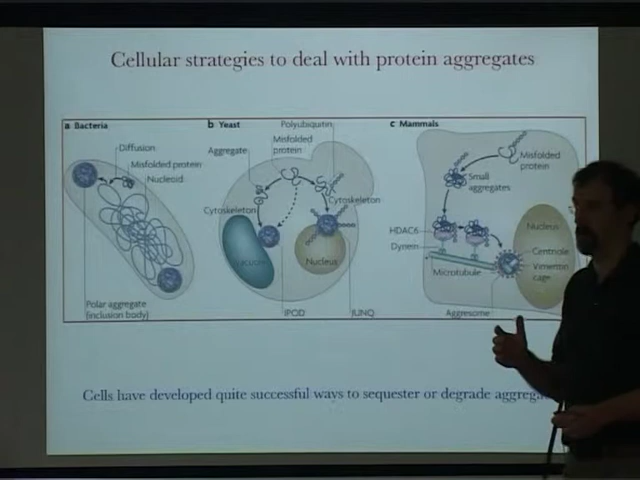 Cellular strategies to deal with protein aggregates
a Bacteria
Diffusion
Misfolded protein
Nucleoid
Polar aggregate
(inclusion body)
b Yeast
Polyubiquitin
Misfolded
protein
Aggregate
Cytoskeleton
Cytoskeleton
Vacuole
Nucleus
IPOD
JUNQ
c Mammals
Misfolded
protein
Small
aggregates
HDAC6
Dynein
Nucleus
Centriole
Vimentin
cage
Microtubule
Aggresome
Cells have developed quite successful ways to sequester or degrade